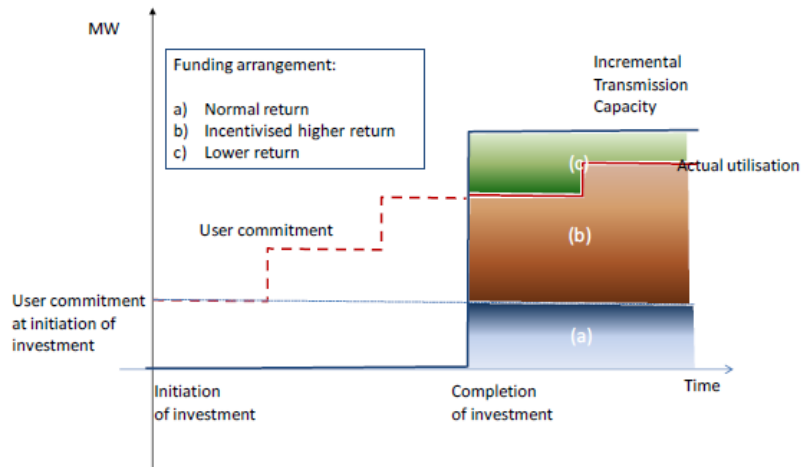 MW
Funding arrangement:
a) Normal return
b) Incentivised higher return
c) Lower return
Incremental
Transmission
Capacity
(c)
Actual utilisation
User commitment
(b)
User commitment
at initiation of
investment
(a)
Initiation
of investment
Completion
of investment
Time